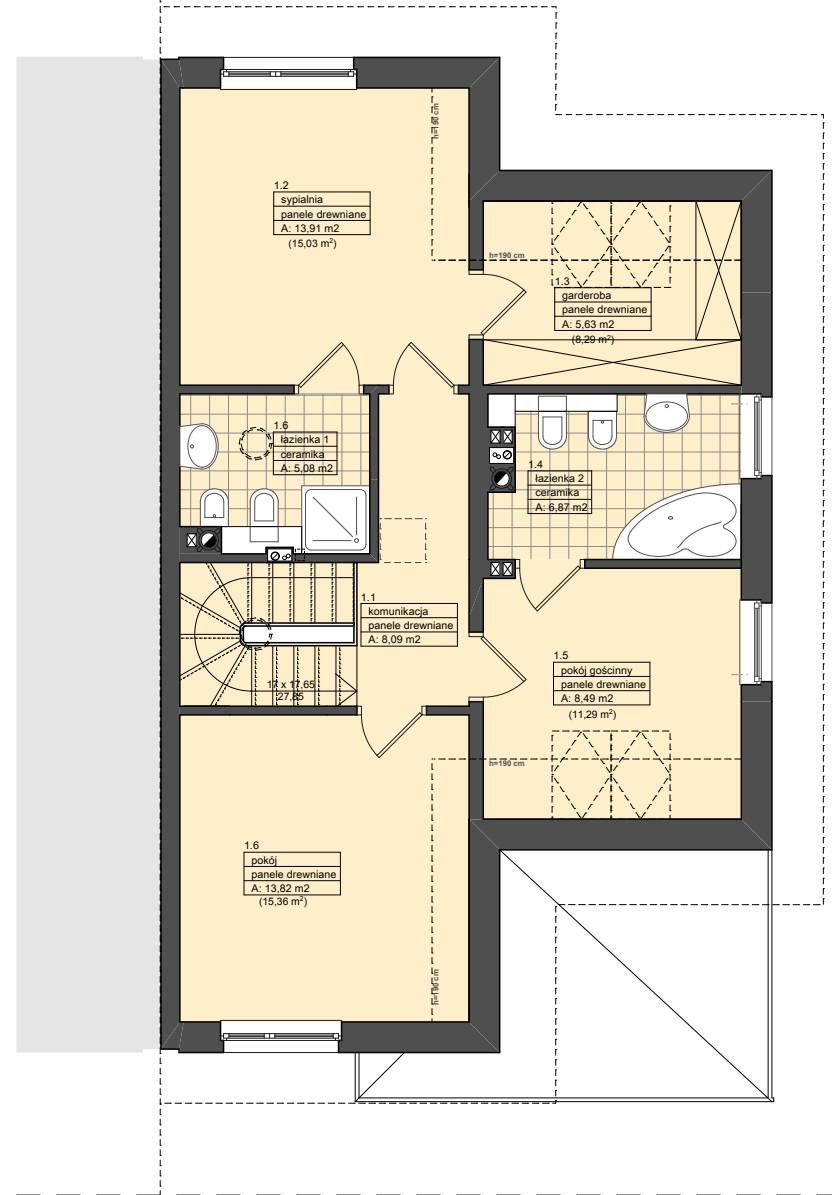 h=190 cm
1.2
sypialnia
panele drewniane
A: 13,91 m2
(15,03 m²)
h=190 cm
1.3
garderoba
panele drewniane
A: 5,63 m2
(8,29 m²)
1.6
łazienka 1
ceramika
A: 5,08 m2
1.4
łazienka 2
ceramika
A: 6,87 m2
1.1
komunikacja
panele drewniane
A: 8,09 m2
17 x 17,65
27,85
1.5
pokój gościnny
panele drewniane
A: 8,49 m2
(11,29 m²)
h=190 cm
1.6
pokój
panele drewniane
A: 13,82 m2
(15,36 m²)
h=190 cm